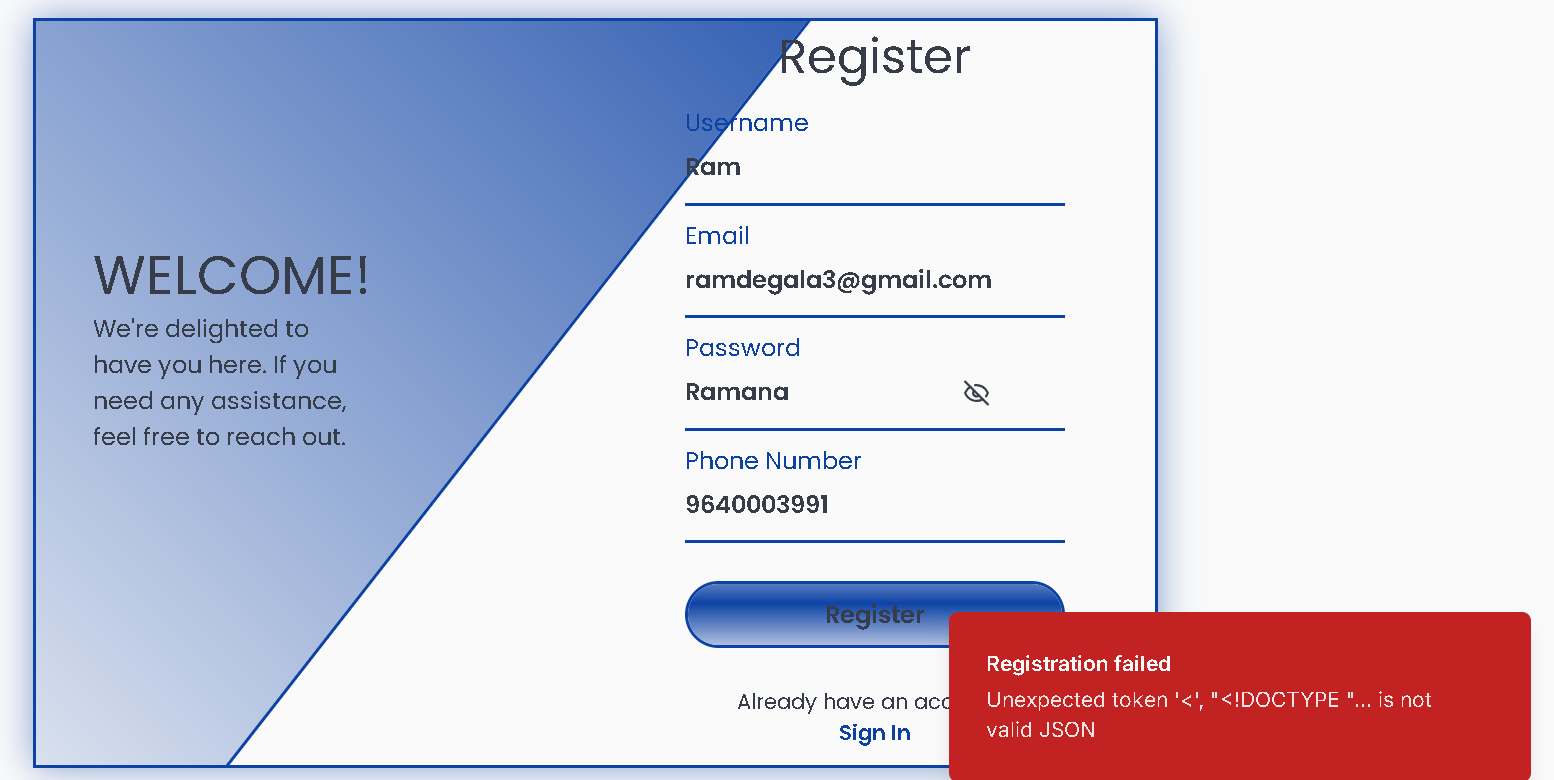 Register
Username
Ram
Email
ramdegala3@gmail.com
WELCOME!
We're delighted to
have you here. If you
need any assistance,
feel free to reach out.
Password
Ramana
Phone Number
9640003991
Register
Already have an acc
Sign In
Registration failed
Unexpected token '<', "<!DOCTYPE "... is not
valid JSON